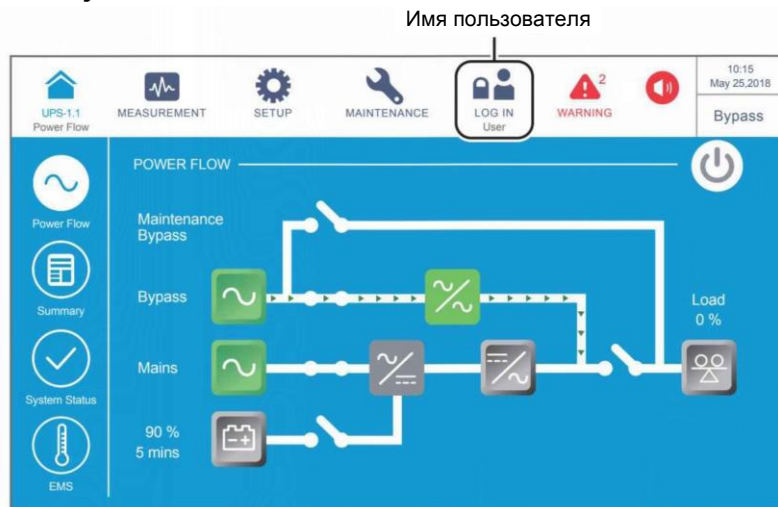 Имя пользователя
10:15
May 25,2018
UPS-1.1
Power Flow
MEASUREMENT
SETUP
MAINTENANCE
LOG IN
User
2
WARNING
Bypass
POWER FLOW
Power Flow
Maintenance
Bypass
Bypass
Load
0 %
Summary
Mains
System Status
90 %
5 mins
EMS